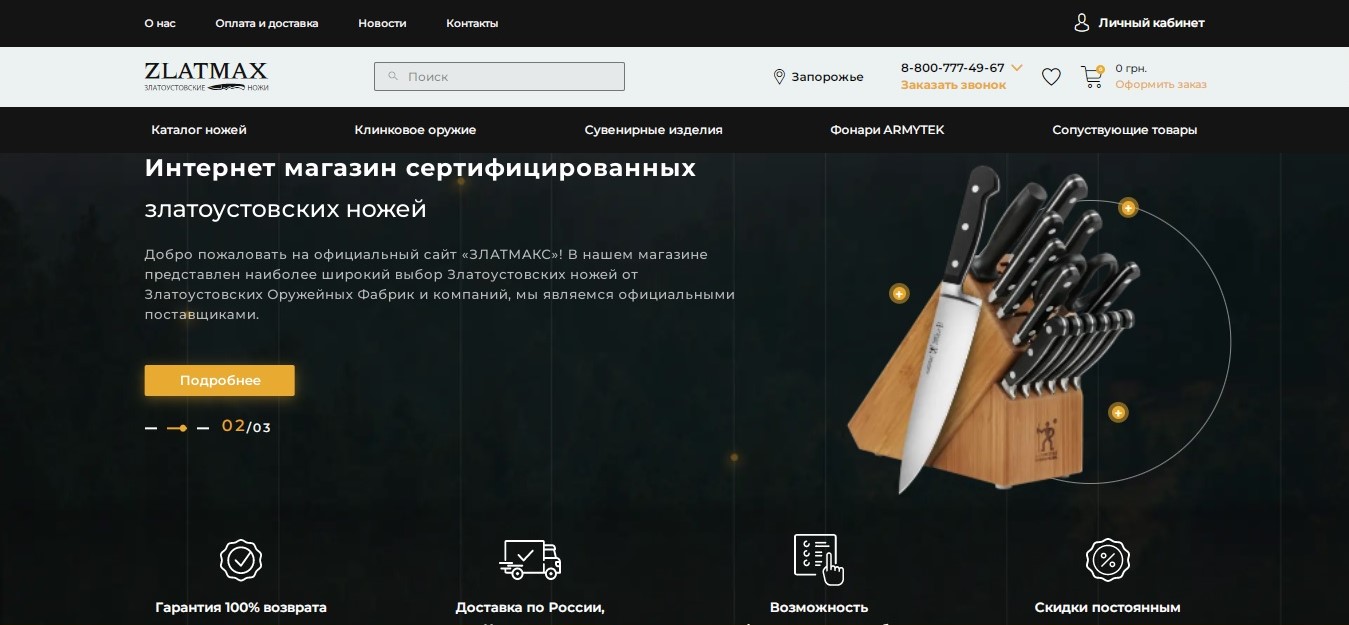 О нас
Оплата и доставка
Новости
Контакты
Личный кабинет
ZLATMAX
ЗЛАТОУСТОВСКИЕ НОЖИ
Поиск
Запорожье
8-800-777-49-67
Заказать звонок
0
0 грн.
Оформить заказ
Каталог ножей
Клинковое оружие
Сувенирные изделия
Фонари ARMYTEK
Сопуствующие товары
Интернет магазин сертифицированных
златоустовских ножей
Добро пожаловать на официальный сайт «ЗЛАТМАКС»! В нашем магазине
представлен наиболее широкий выбор Златоустовских ножей от
Златоустовских Оружейных Фабрик и компаний, мы являемся официальными
поставщиками.
Подробнее
02/03
Гарантия 100% возврата
Доставка по России,
Возможность
Скидки постоянным